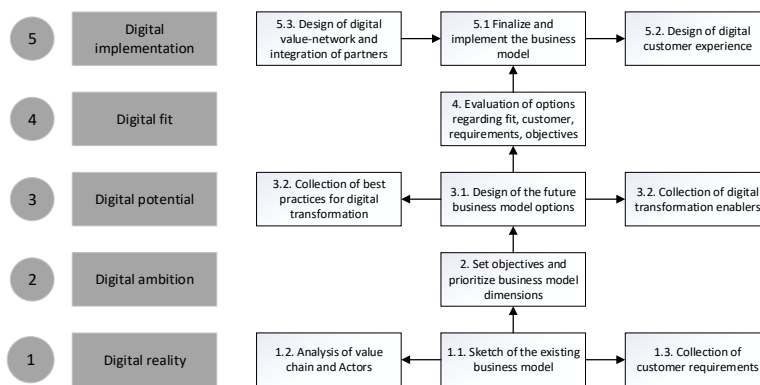 5
Digital
implementation
5.3. Design of digital
value-network and
integration of partners
5.1 Finalize and
implement the business
model
5.2. Design of digital
customer experience
4
Digital fit
4. Evaluation of options
regarding fit, customer,
requirements, objectives
3
Digital potential
3.2. Collection of best
practices for digital
transformation
3.1. Design of the future
business model options
3.2. Collection of digital
transformation enablers
2
Digital ambition
2. Set objectives and
prioritize business model
dimensions
1
Digital reality
1.2. Analysis of value
chain and Actors
1.1. Sketch of the existing
business model
1.3. Collection of
customer requirements